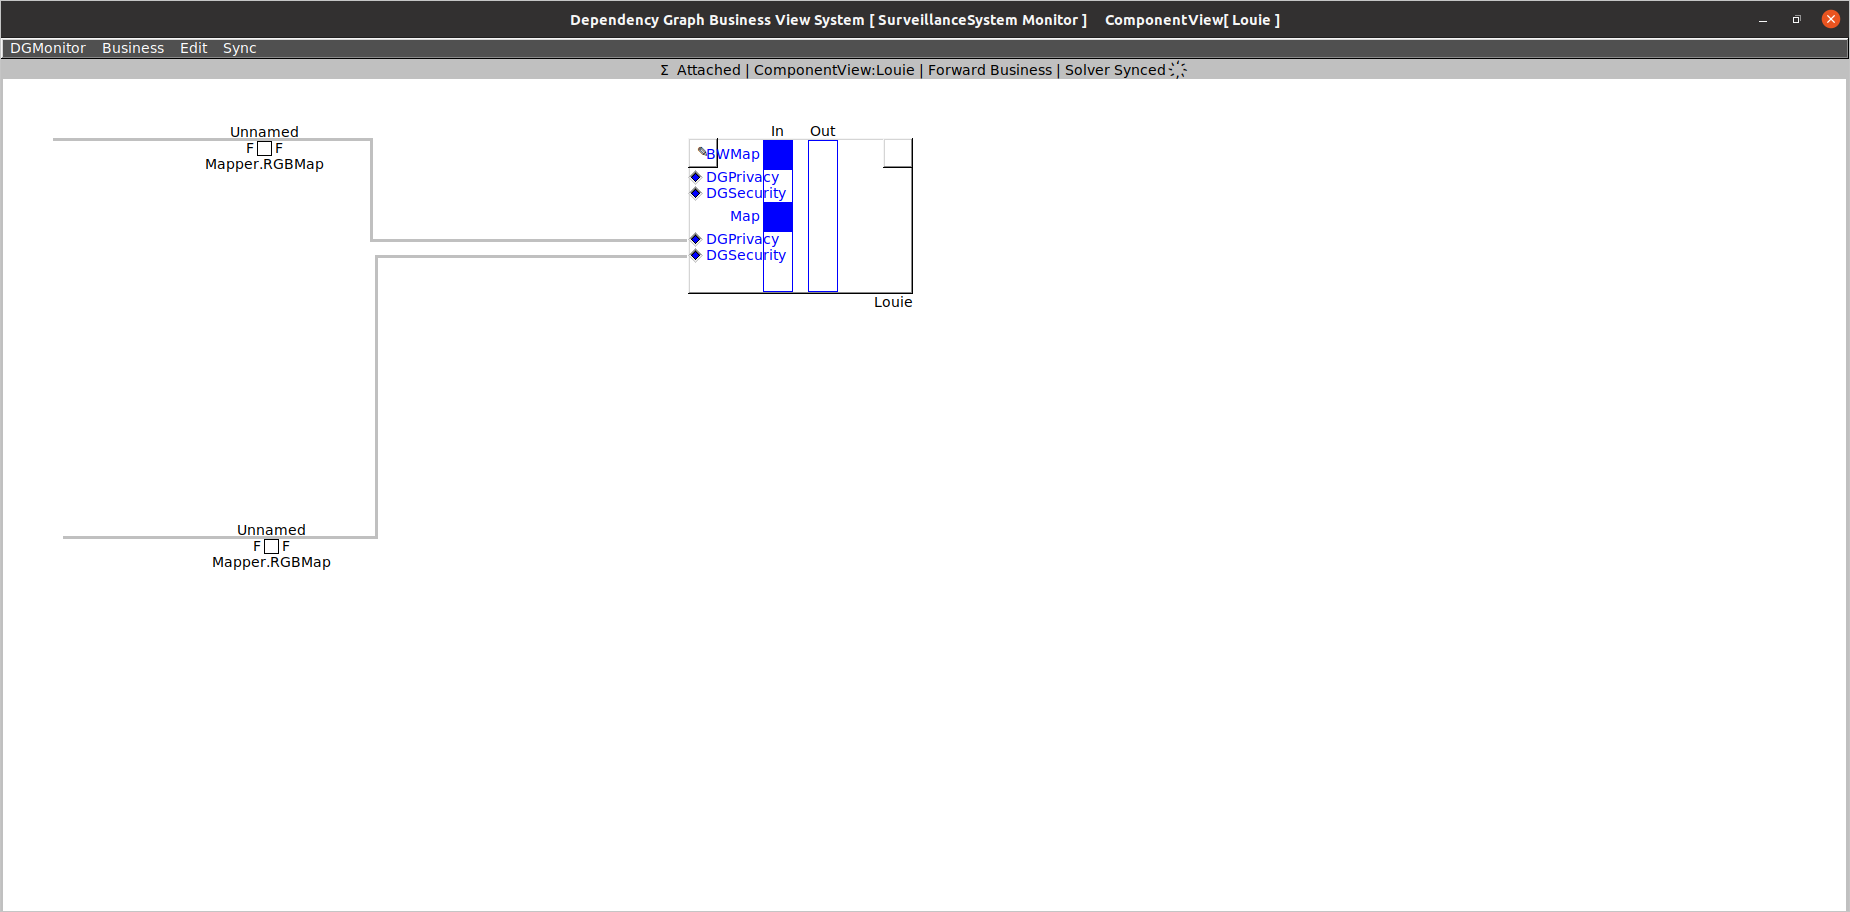 Dependency Graph Business View System [ SurveillanceSystem Monitor ] ComponentView[ Louie ]
DGMonitor Business Edit Sync
Σ Attached | ComponentView:Louie | Forward Business | Solver Synced
Unnamed
F F
Mapper.RGBMap
In Out
BWMap
DGPrivacy
DGSecurity
Map
DGPrivacy
DGSecurity
Louie
Unnamed
F F
Mapper.RGBMap